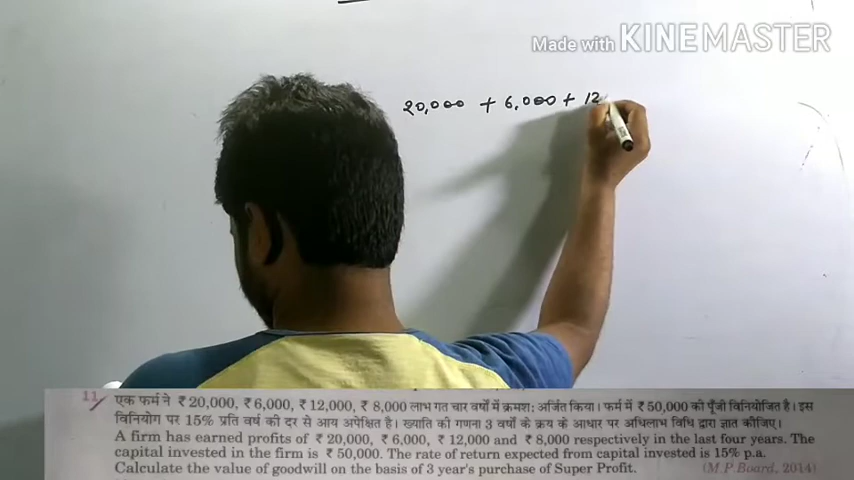 Made with KINEMASTER
20,000 + 6,000 + 12
11 एक फर्म ने ₹ 20,000, ₹ 6,000, ₹ 12,000, ₹ 8,000 लाभ गत चार वर्षों में क्रमशः अर्जित किया। फर्म में ₹ 50,000 की पूँजी विनियोजित है। इस
विनियोग पर 15% प्रति वर्ष की दर से आय अपेक्षित है। ख्याति की गणना 3 वर्षों के क्रय के आधार पर अधिलाभ विधि द्वारा ज्ञात कीजिए।
A firm has earned profits of ₹ 20,000, ₹ 6,000, ₹ 12,000 and ₹ 8,000 respectively in the last four years. The
capital invested in the firm is ₹ 50,000. The rate of return expected from capital invested is 15% p.a.
Calculate the value of goodwill on the basis of 3 year's purchase of Super Profit. (M.P. Board, 2014)